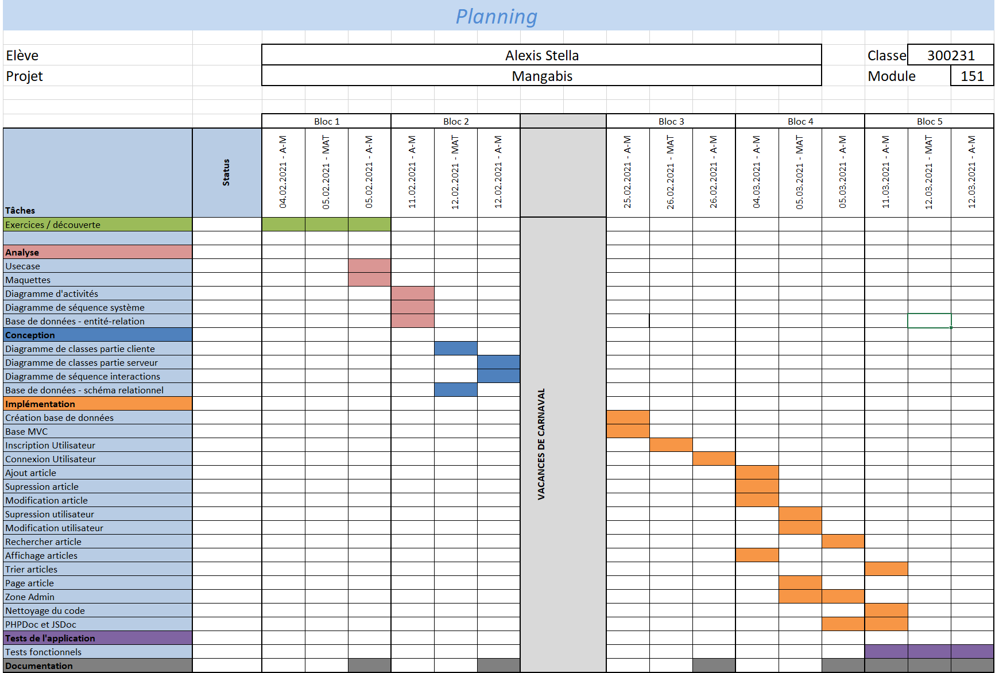 Planning
Elève
Alexis Stella
Classe
300231
Projet
Mangabis
Module
151
Bloc 1
Bloc 2
Bloc 3
Bloc 4
Bloc 5
Tâches
Status
04.02.2021 - A-M
05.02.2021 - MAT
05.02.2021 - A-M
11.02.2021 - A-M
12.02.2021 - MAT
12.02.2021 - A-M
25.02.2021 - A-M
26.02.2021 - MAT
26.02.2021 - A-M
04.03.2021 - A-M
05.03.2021 - MAT
05.03.2021 - A-M
11.03.2021 - A-M
12.03.2021 - MAT
12.03.2021 - A-M
VACANCES DE CARNAVAL
Exercices / découverte
Analyse
Usecase
Maquettes
Diagramme d'activités
Diagramme de séquence système
Base de données - entité-relation
Conception
Diagramme de classes partie cliente
Diagramme de classes partie serveur
Diagramme de séquence interactions
Base de données - schéma relationnel
Implémentation
Création base de données
Base MVC
Inscription Utilisateur
Connexion Utilisateur
Ajout article
Supression article
Modification article
Supression utilisateur
Modification utilisateur
Rechercher article
Affichage articles
Trier articles
Page article
Zone Admin
Nettoyage du code
PHPDoc et JSDoc
Tests de l'application
Tests fonctionnels
Documentation